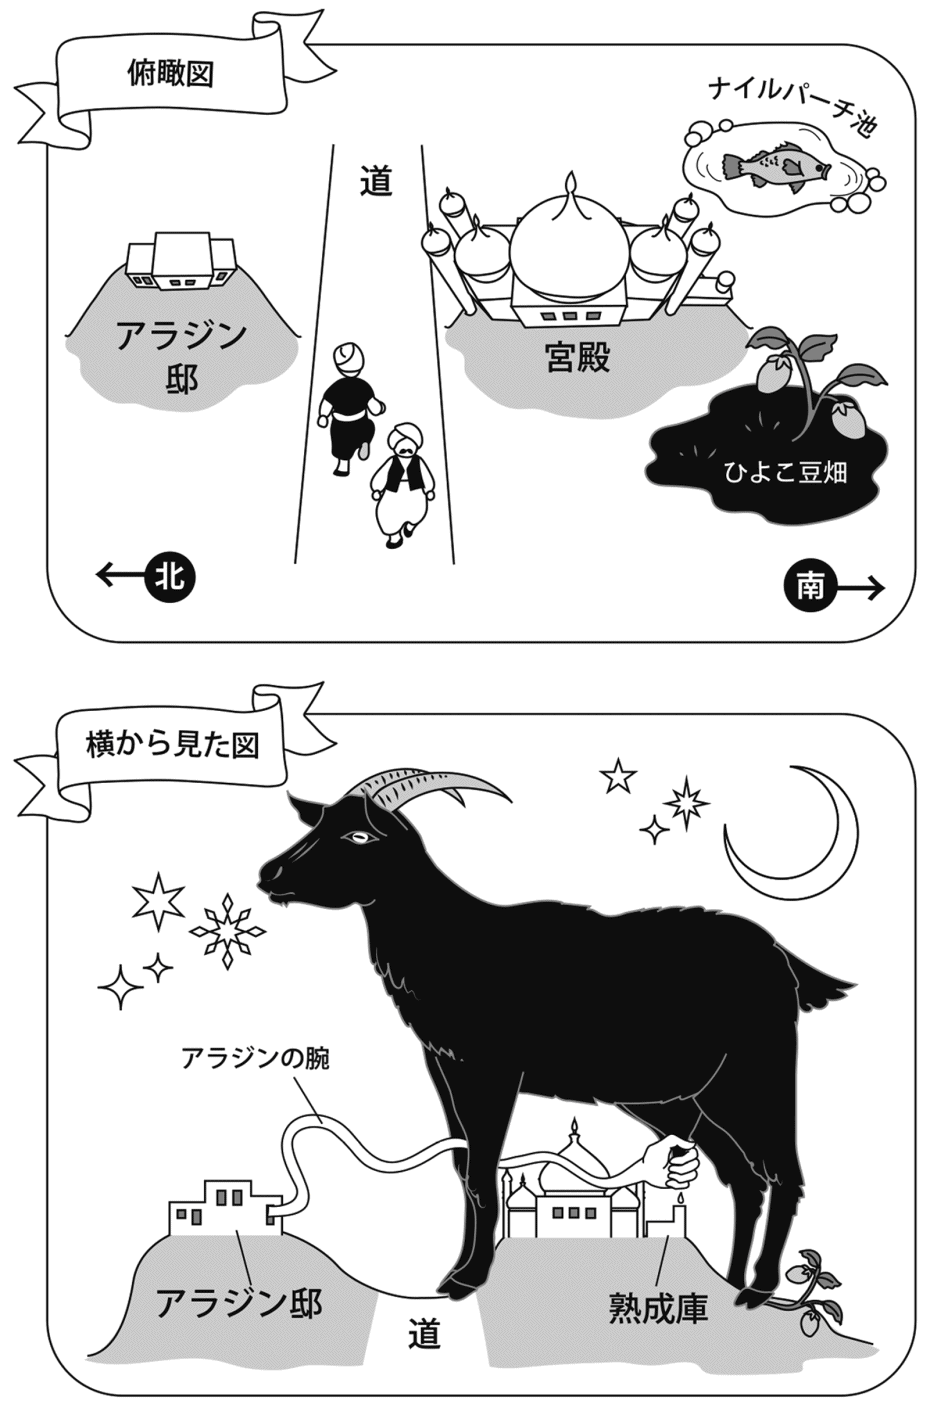 俯瞰図
ナイルパーチ池
道
アラジン
邸
宮殿
ひよこ豆畑
北
南
横から見た図
アラジンの腕
アラジン邸
熟成庫
道